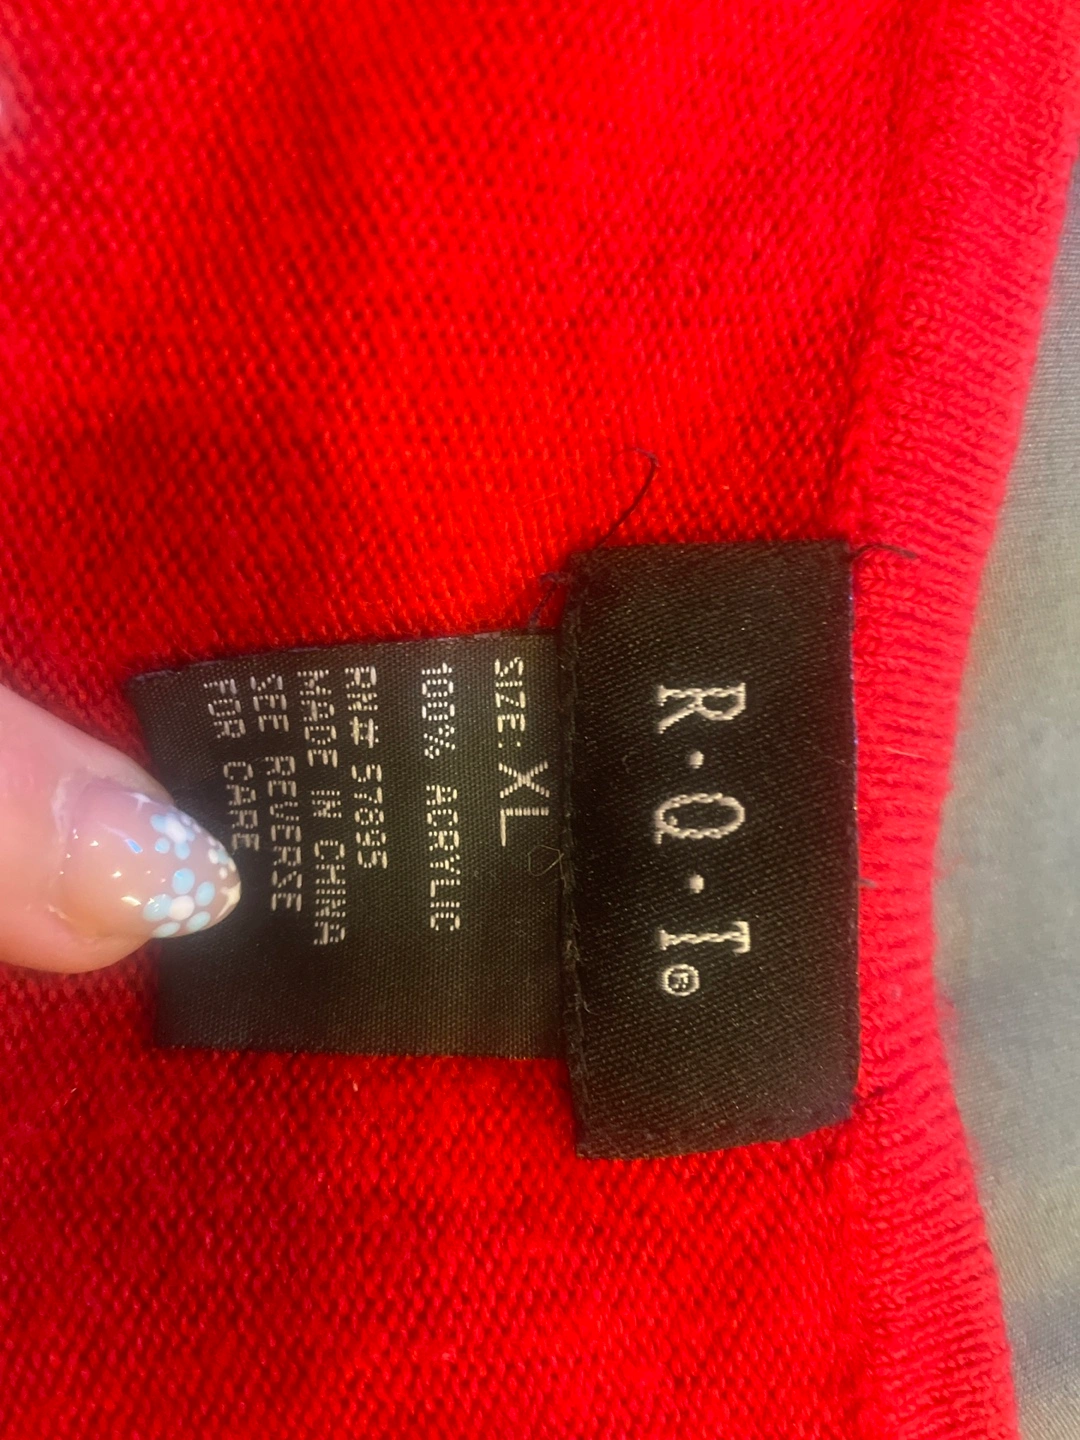 R·Q·I®
SIZE: XL
100% ACRYLIC
RN# 57895
MADE IN CHINA
SEE REVERSE
FOR CARE